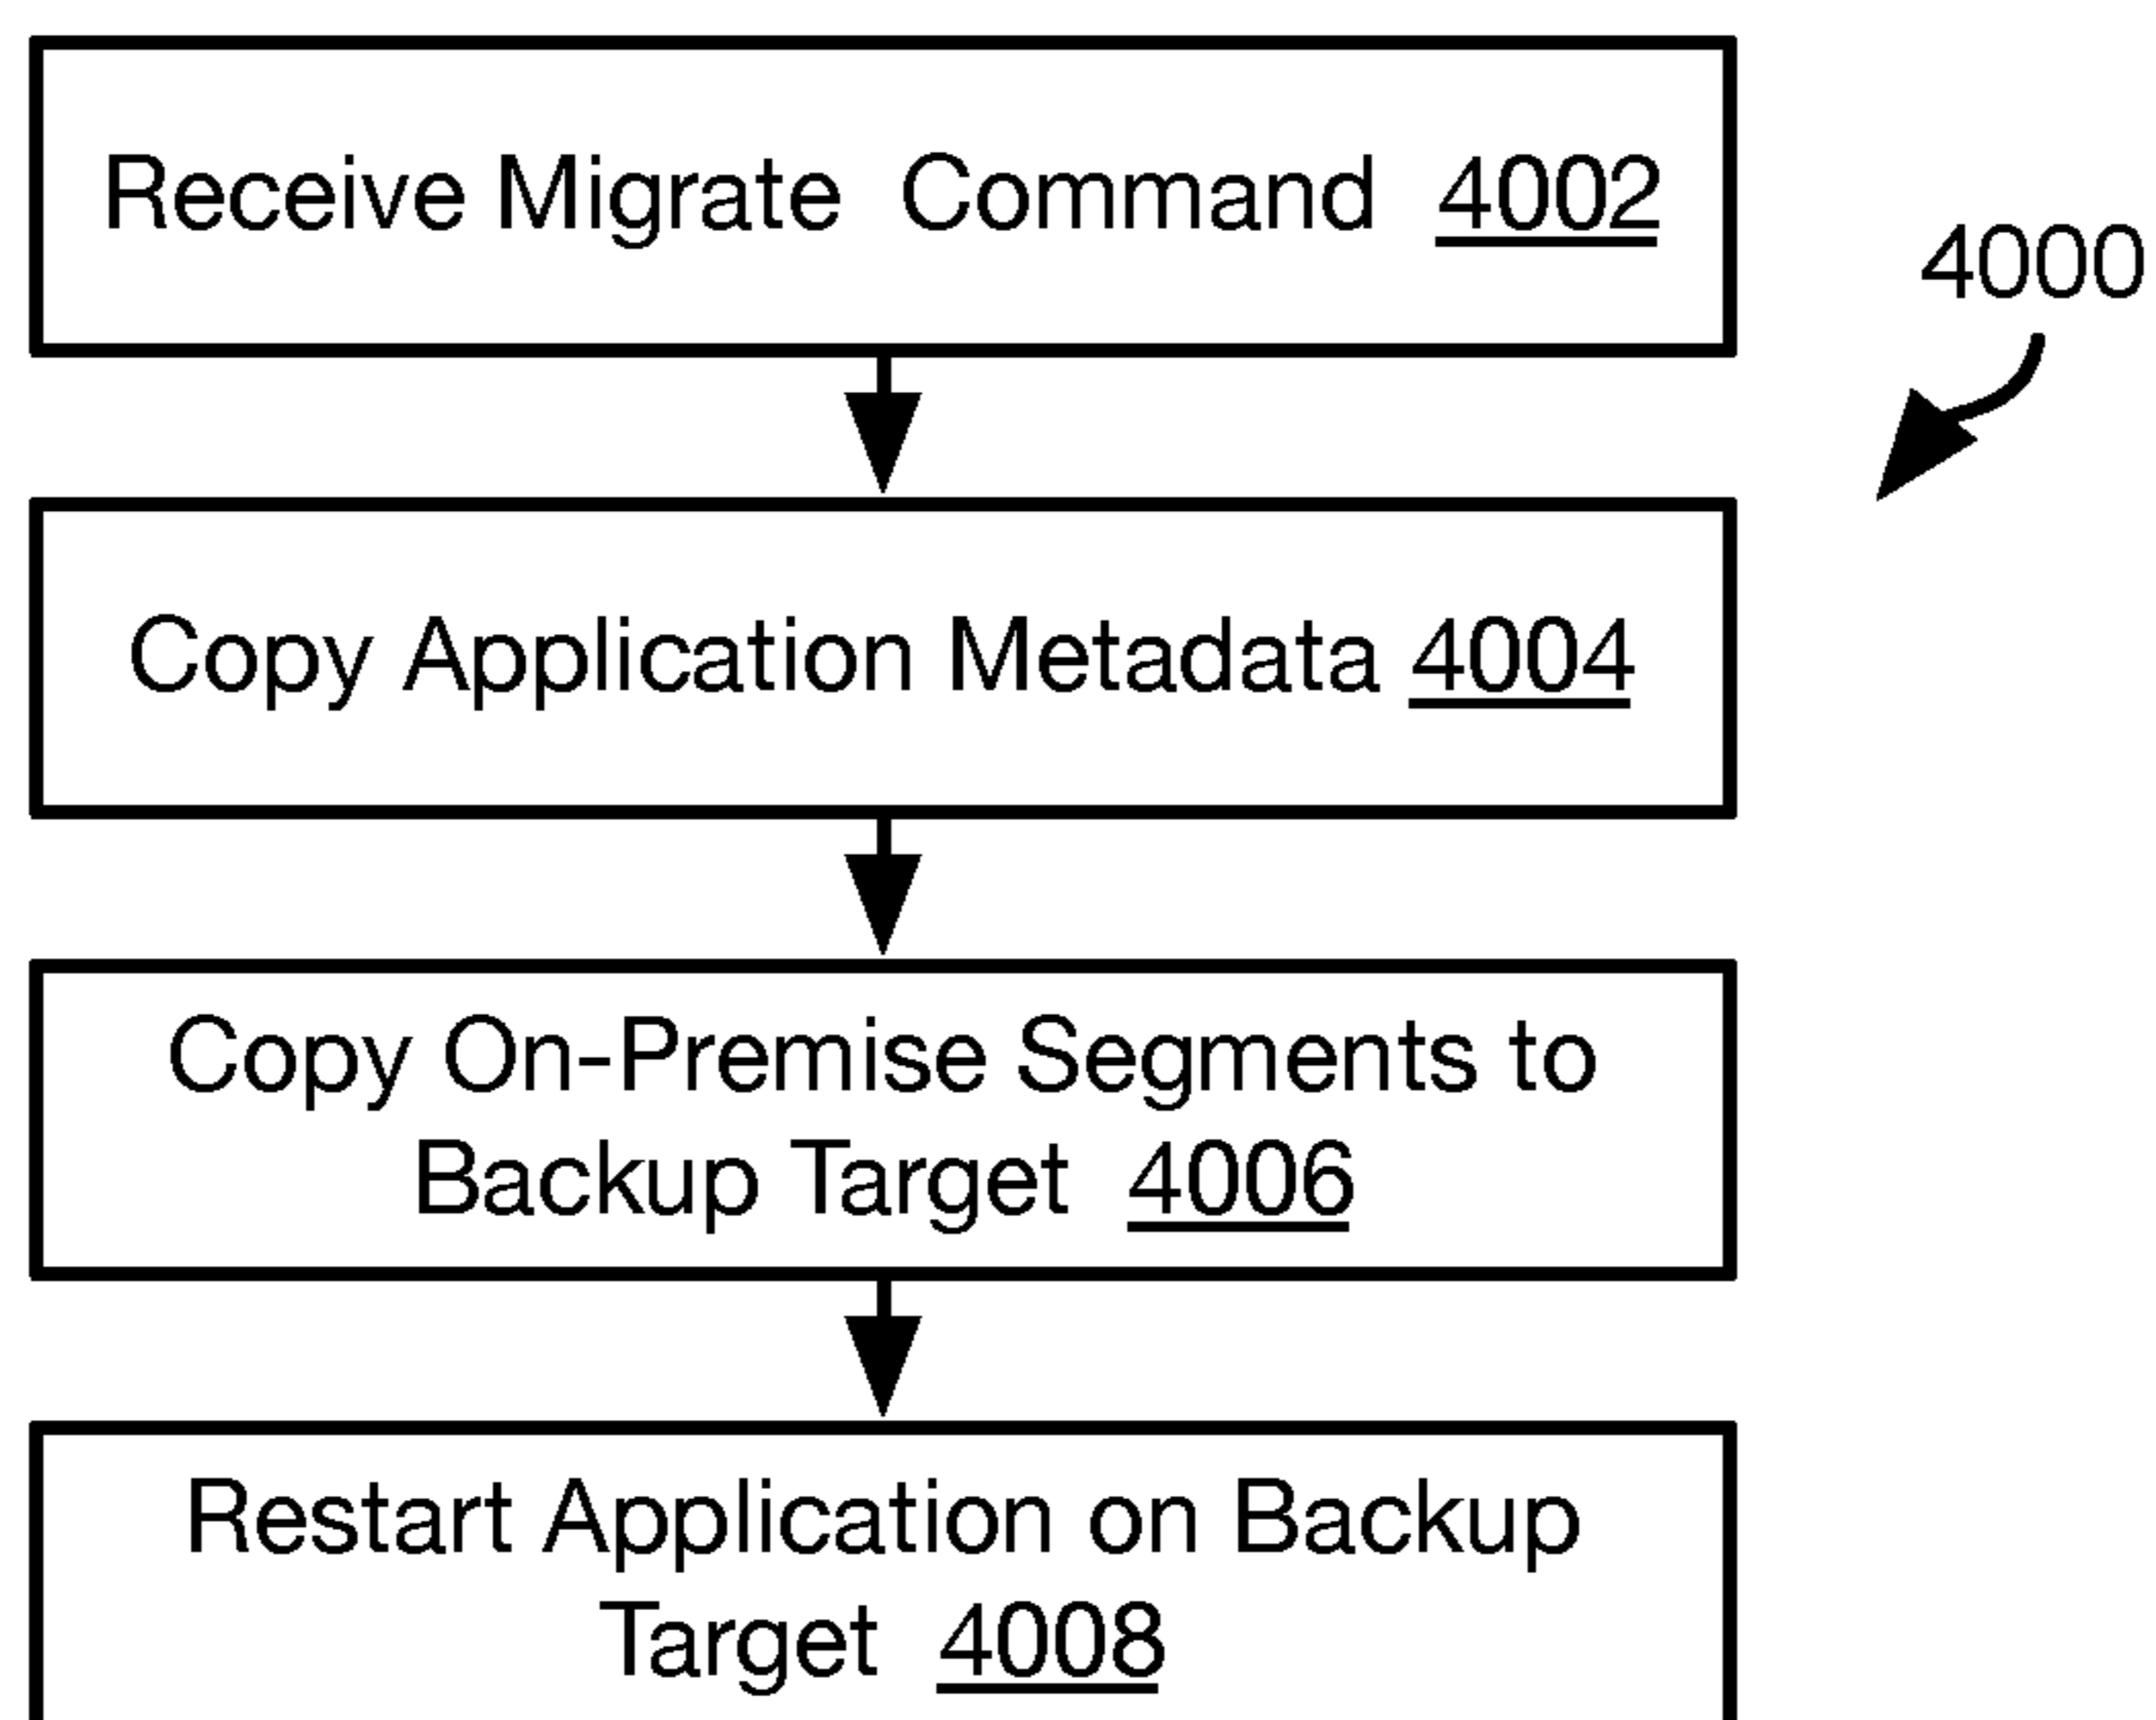 Receive Migrate Command 4002
4000
Copy Application Metadata 4004
Copy On-Premise Segments to
Backup Target 4006
Restart Application on Backup
Target 4008